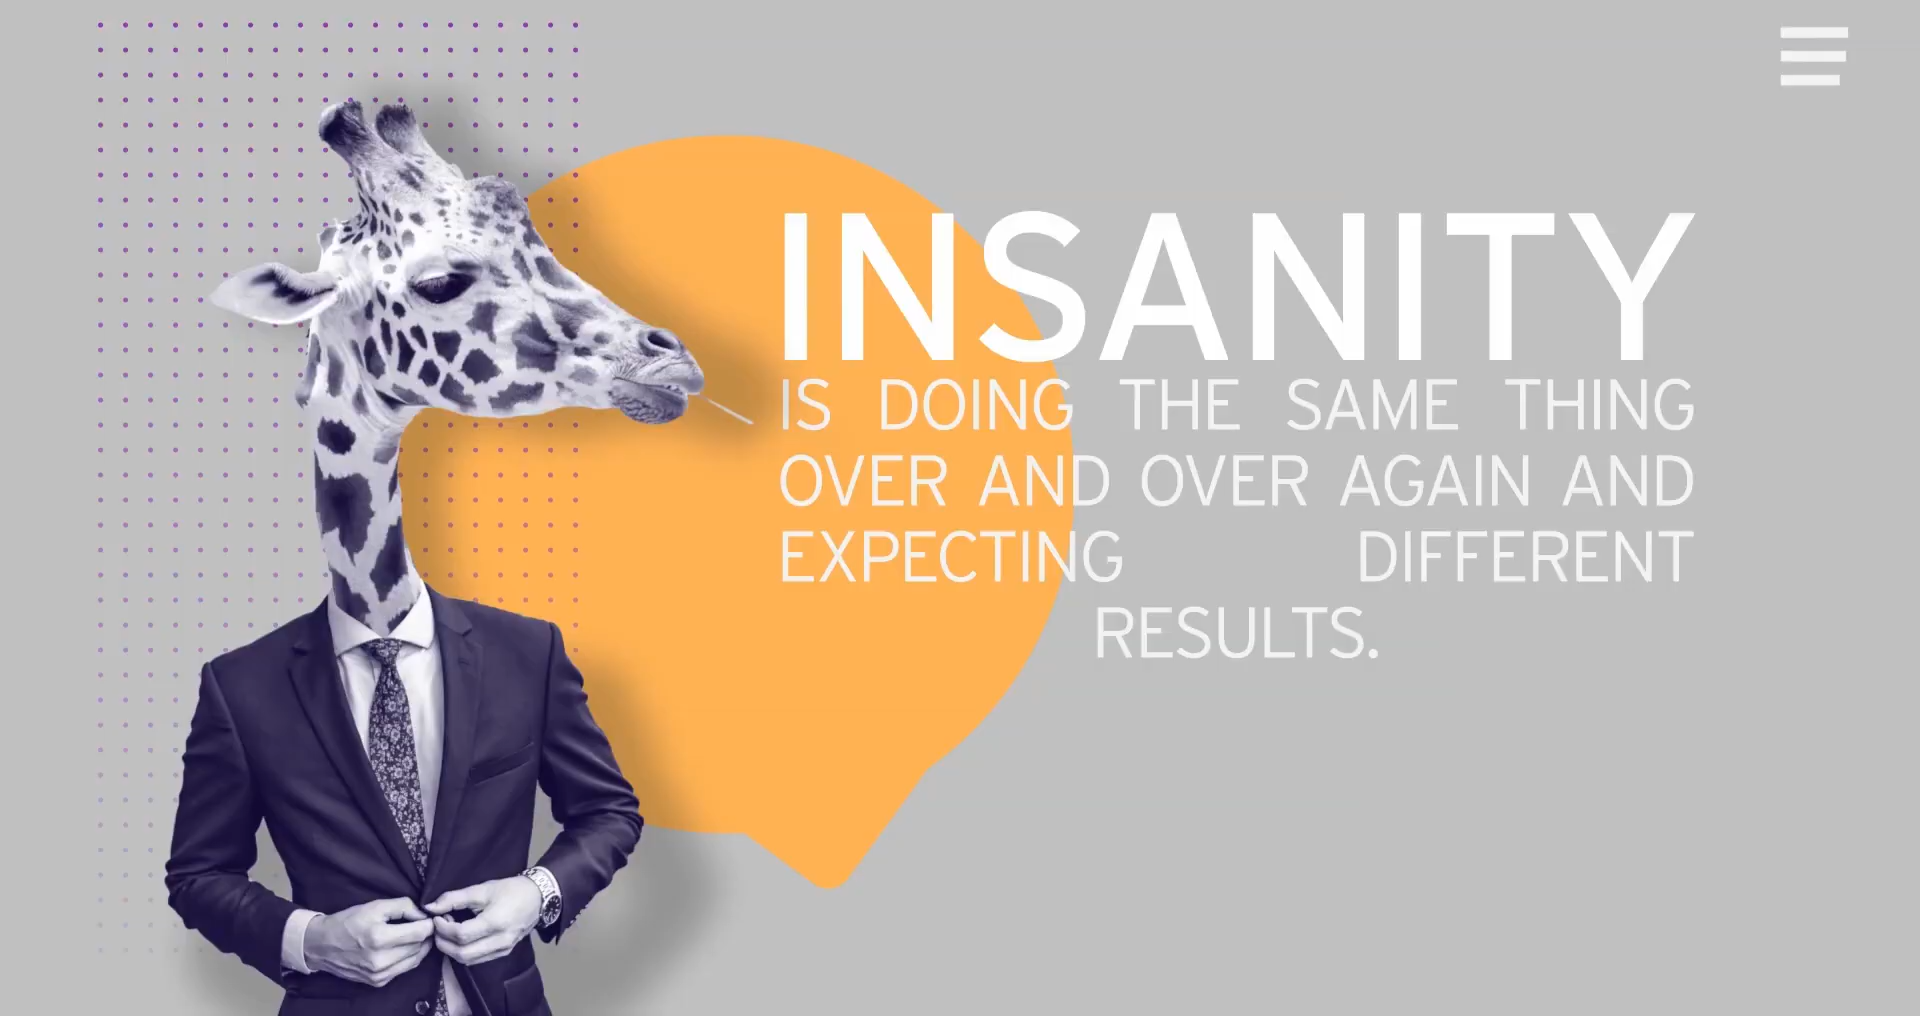 INSANITY
IS DOING THE SAME THING
OVER AND OVER AGAIN AND
EXPECTING DIFFERENT
RESULTS.